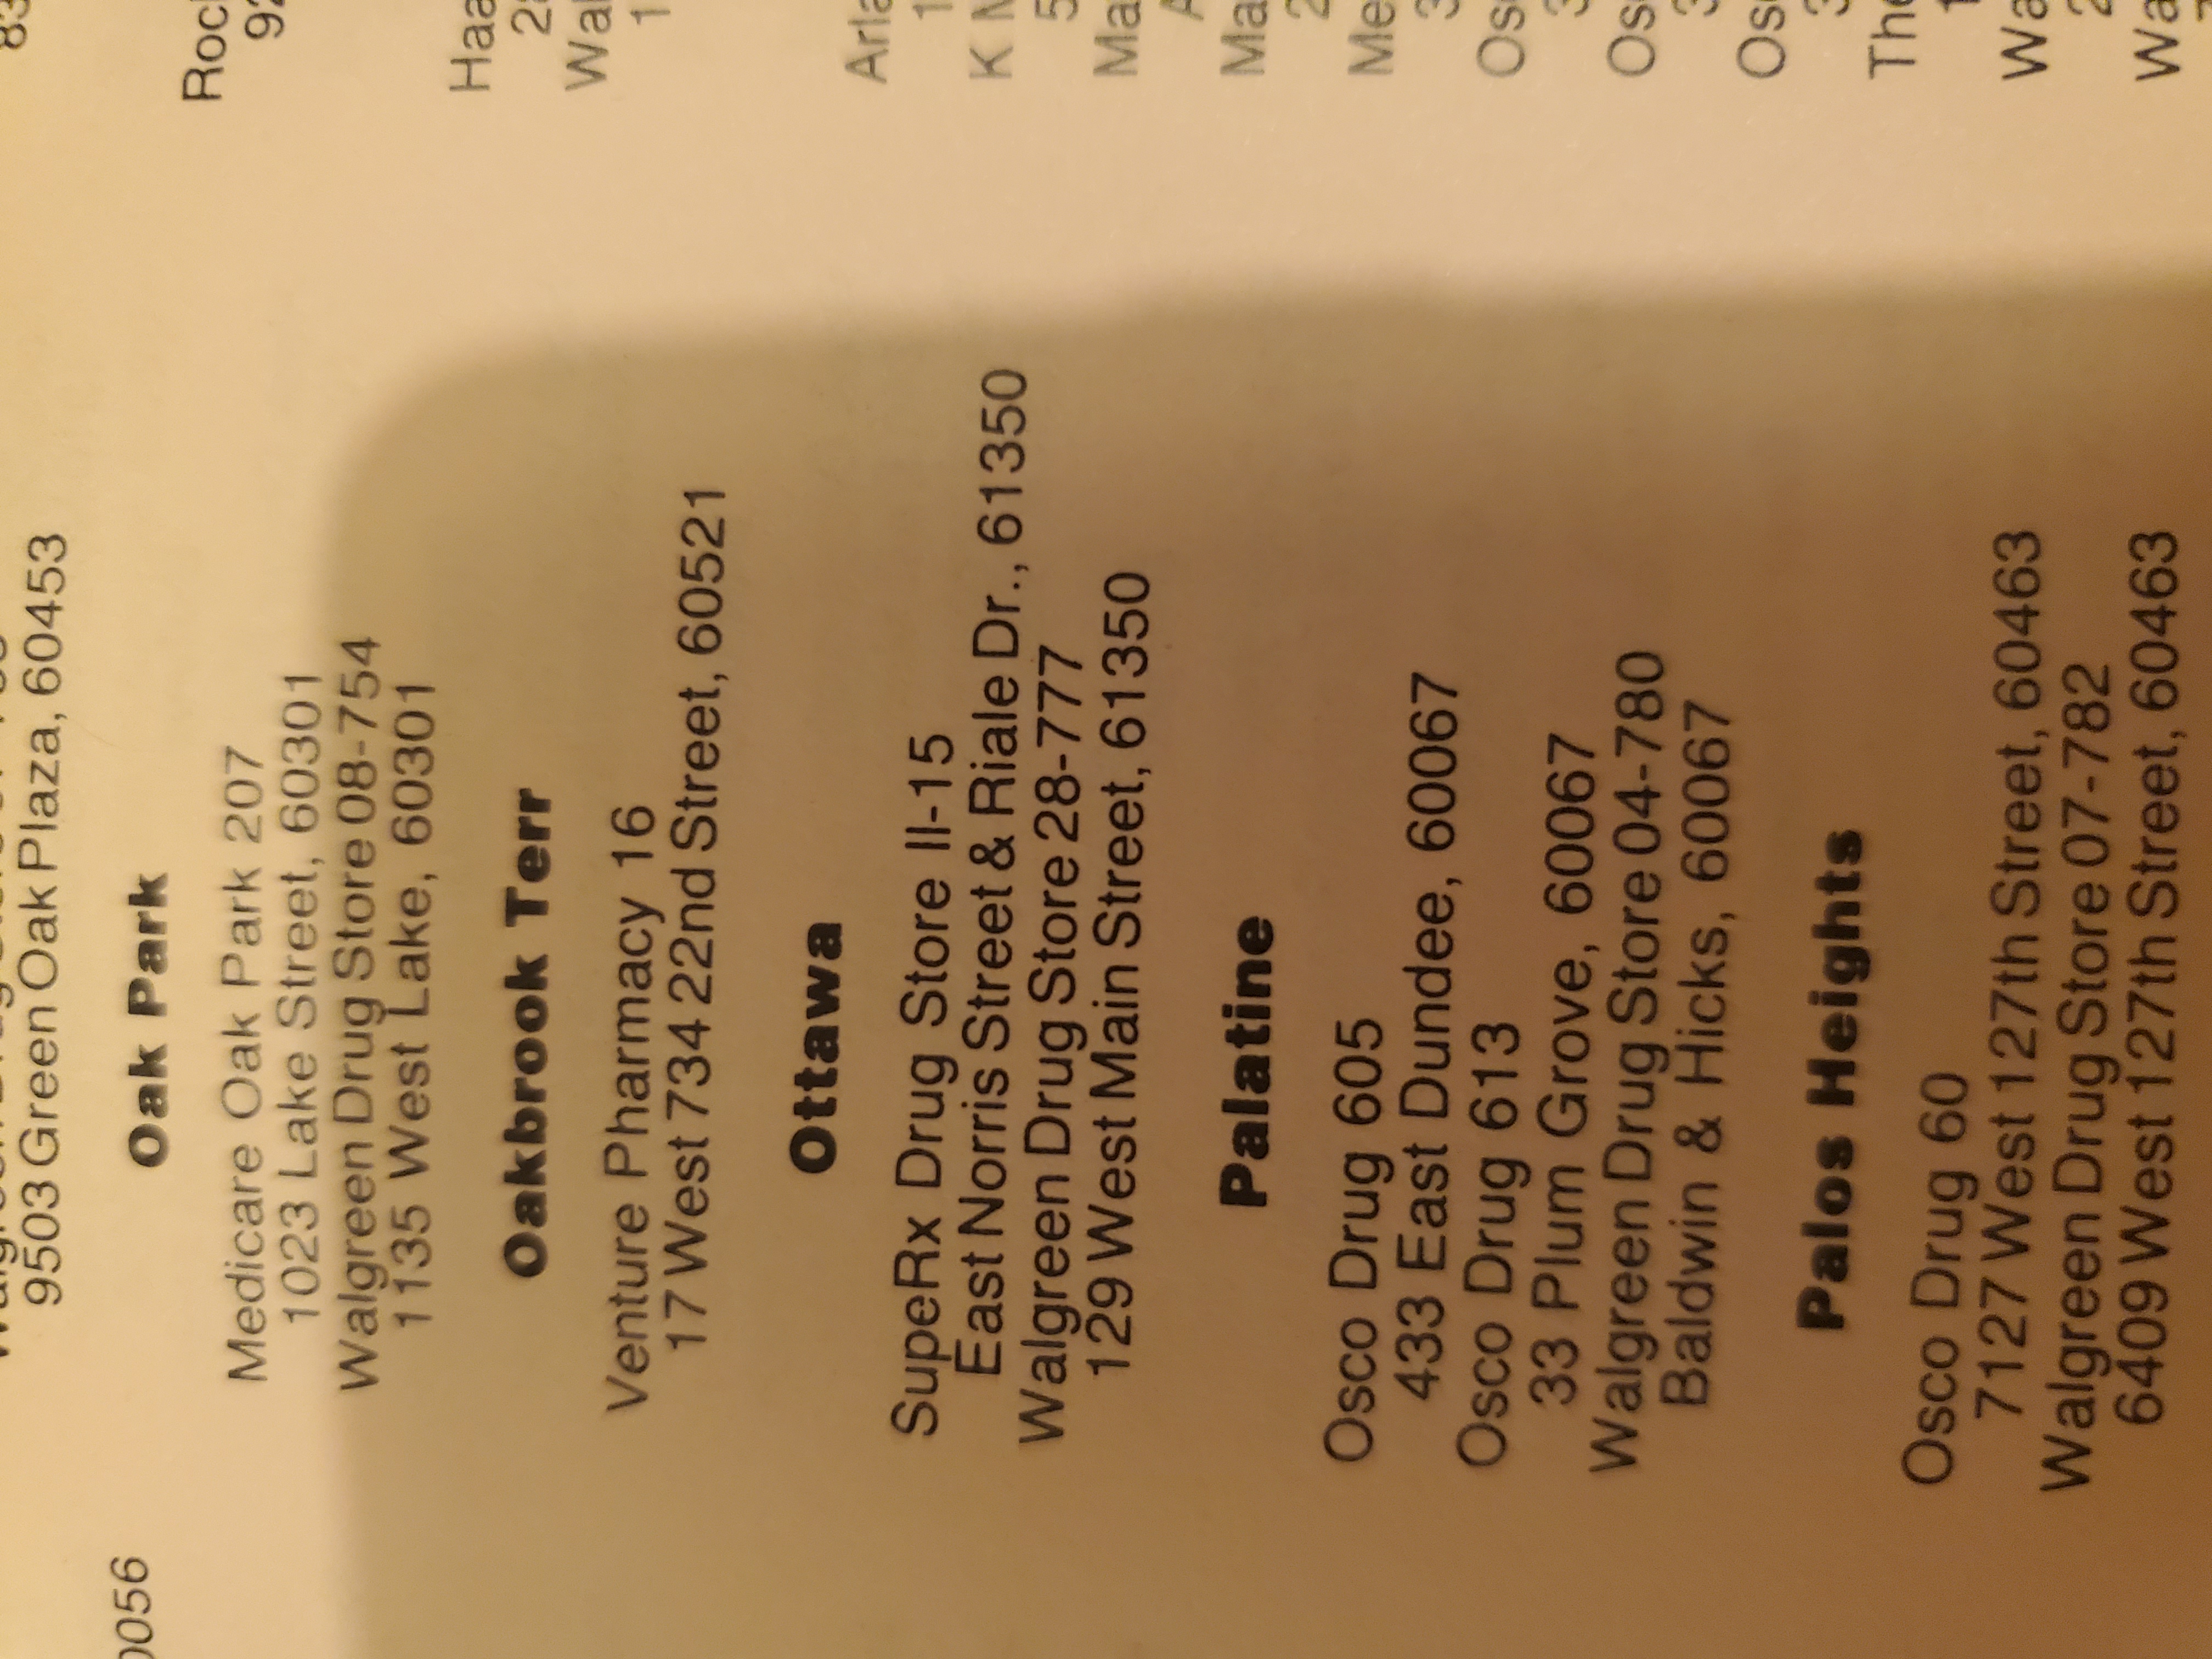 9503 Green Oak Plaza, 60453
Oak Park
Medicare Oak Park 207
1023 Lake Street, 60301
Walgreen Drug Store 08-754
1135 West Lake, 60301
Oakbrook Terr
Venture Pharmacy 16
17 West 734 22nd Street, 60521
Ottawa
SupeRx Drug Store II-15
East Norris Street & Riale Dr., 61350
Walgreen Drug Store 28-777
129 West Main Street, 61350
Palatine
Osco Drug 605
433 East Dundee, 60067
Osco Drug 613
33 Plum Grove, 60067
Walgreen Drug Store 04-780
Baldwin & Hicks, 60067
Palos Heights
Osco Drug 60
7127 West 127th Street, 60463
Walgreen Drug Store 07-782
6409 West 127th Street, 60463